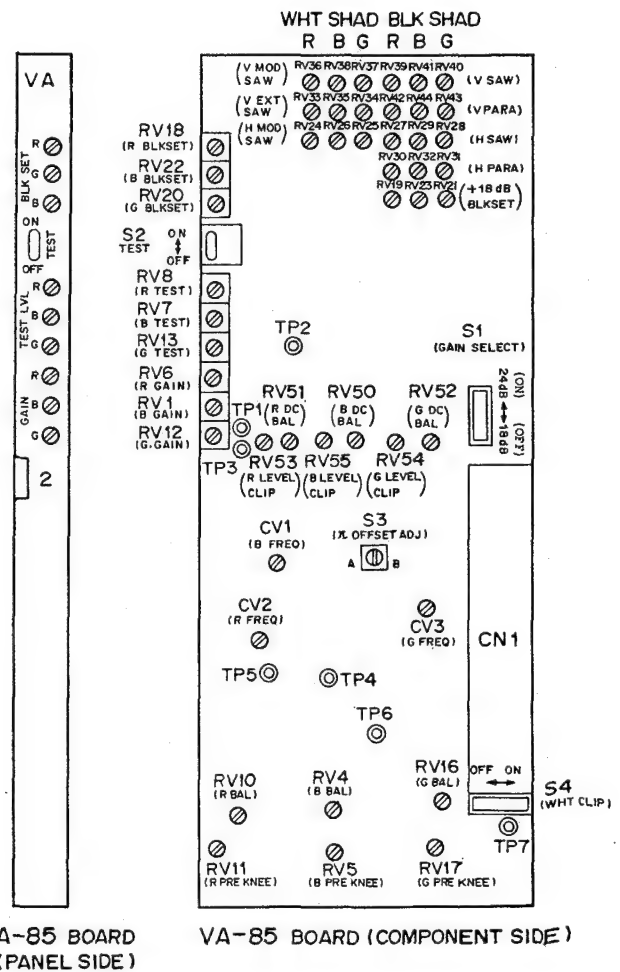 WHT SHAD BLK SHAD
R B G R B G
(V MOD SAW) RV36 RV38 RV37 RV39 RV41 RV40 (V SAW)
(V EXT SAW) RV33 RV35 RV34 RV42 RV44 RV43 (V PARA)
(H MOD SAW) RV24 RV26 RV25 RV27 RV29 RV28 (H SAW)
RV30 RV32 RV31 (H PARA)
RV19 RV23 RV21 (+18 dB BLKSET)
VA
R
G
B
BLK SET
ON
TEST
OFF
R
B
G
TEST LVL
R
B
G
GAIN
2
RV18
(R BLKSET)
RV22
(B BLKSET)
RV20
(G BLKSET)
S2
TEST
ON
OFF
RV8
(R TEST)
RV7
(B TEST)
RV13
(G TEST)
RV6
(R GAIN)
RV1
(B GAIN)
RV12
(G.GAIN)
TP2
S1
(GAIN SELECT)
24dB (ON)
18dB (OFF)
TP1
TP3
RV51 RV50 RV52
(R DC BAL) (B DC BAL) (G DC BAL)
RV53 RV55 RV54
(R LEVEL CLIP) (B LEVEL CLIP) (G LEVEL CLIP)
CV1
(B FREQ)
S3
(π OFFSET ADJ)
A B
CV2
(R FREQ)
CV3
(G FREQ)
CN1
TP5 TP4
TP6
OFF ON
S4
(WHT CLIP)
TP7
RV10
(R BAL)
RV4
(B BAL)
RV16
(G BAL)
RV11
(R PRE KNEE)
RV5
(B PRE KNEE)
RV17
(G PRE KNEE)
A-85 BOARD
(PANEL SIDE)
VA-85 BOARD (COMPONENT SIDE)